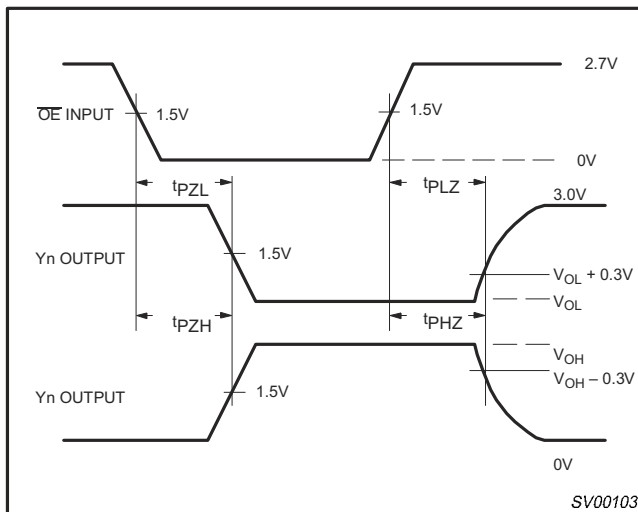 2.7V
OE INPUT
1.5V
1.5V
0V
tPZL
tPLZ
3.0V
Yn OUTPUT
1.5V
VOL + 0.3V
VOL
tPZH
tPHZ
VOH
VOH – 0.3V
Yn OUTPUT
1.5V
0V
SV00103